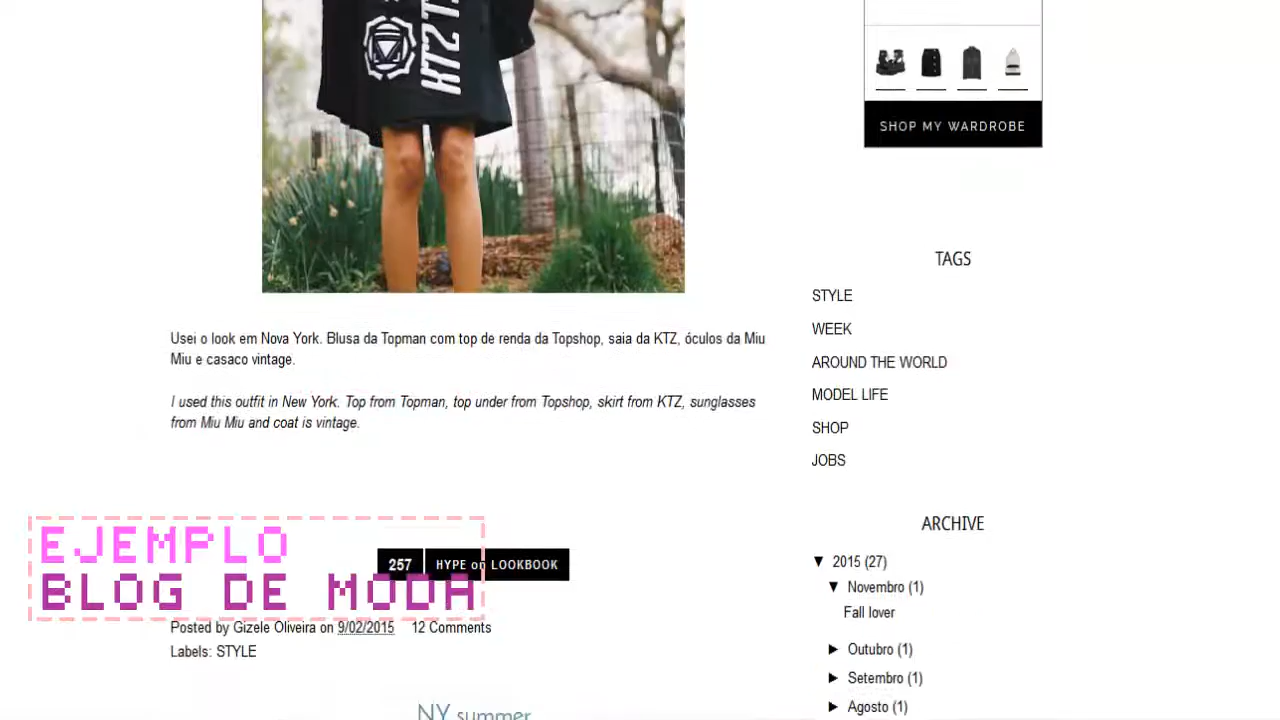 KTZ
SHOP MY WARDROBE
TAGS
STYLE
WEEK
AROUND THE WORLD
MODEL LIFE
SHOP
JOBS
Usei o look em Nova York. Blusa da Topman com top de renda da Topshop, saia da KTZ, óculos da Miu
Miu e casaco vintage.
I used this outfit in New York. Top from Topman, top under from Topshop, skirt from KTZ, sunglasses
from Miu Miu and coat is vintage.
EJEMPLO
BLOG DE MODA
257 HYPE on LOOKBOOK
Posted by Gizele Oliveira on 9/02/2015 12 Comments
Labels: STYLE
NY summer
ARCHIVE
▼ 2015 (27)
▼ Novembro (1)
Fall lover
► Outubro (1)
► Setembro (1)
► Agosto (1)